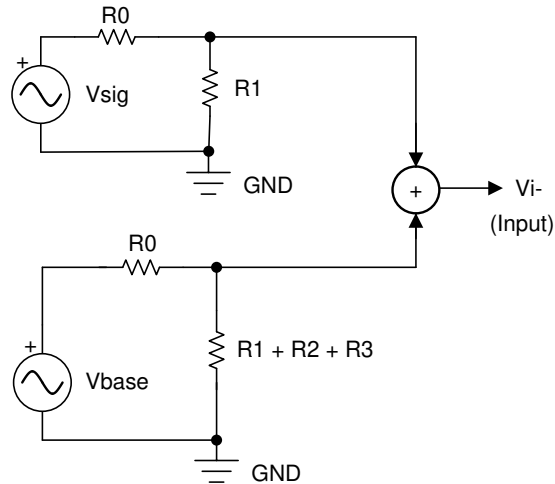 R0
+
Vsig
R1
GND
+
Vi-
(Input)
R0
+
Vbase
R1 + R2 + R3
GND